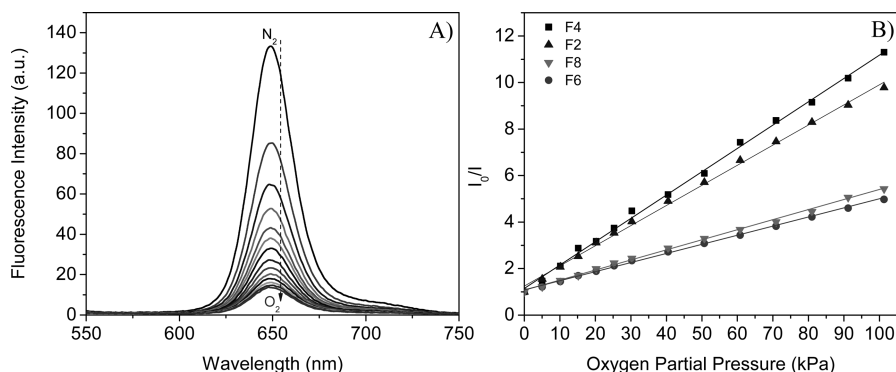 A)
N2
O2
Fluorescence Intensity (a.u.)
140
120
100
80
60
40
20
0
550
600
650
700
750
Wavelength (nm)
B)
F4
F2
F8
F6
I0/I
12
10
8
6
4
2
0
0
10
20
30
40
50
60
70
80
90
100
Oxygen Partial Pressure (kPa)